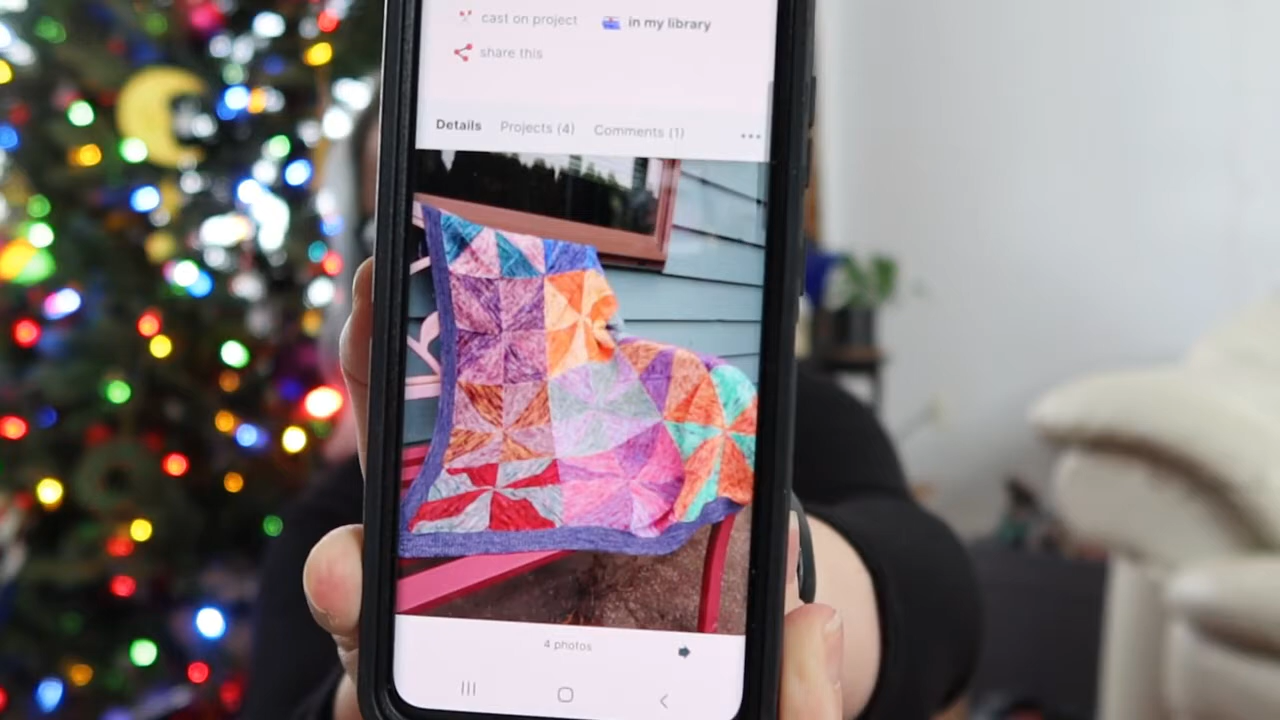 cast on project in my library
share this
Details Projects (4) Comments (1)
4 photos